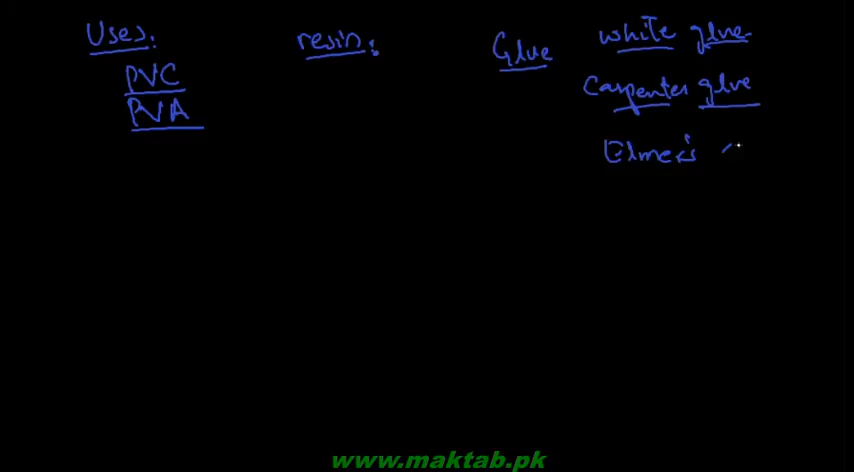 Uses:
PVC
PVA
resin:
Glue
white glue
Carpenter glue
Elmer's
www.maktab.pk